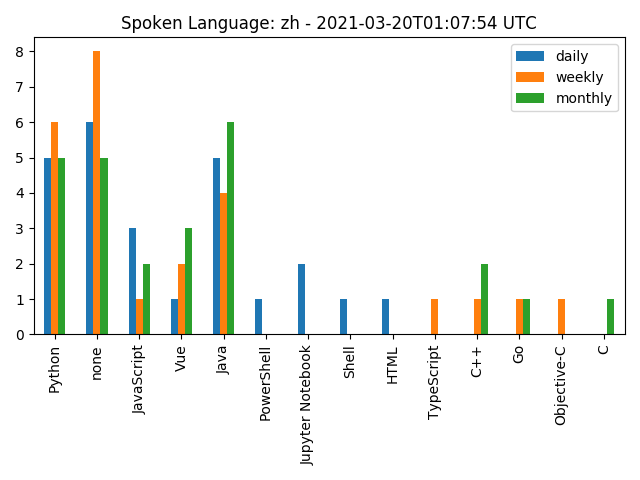 Spoken Language: zh - 2021-03-20T01:07:54 UTC
daily
weekly
monthly
8
7
6
5
4
3
2
1
0
Python
none
JavaScript
Vue
Java
PowerShell
Jupyter Notebook
Shell
HTML
TypeScript
C++
Go
Objective-C
C